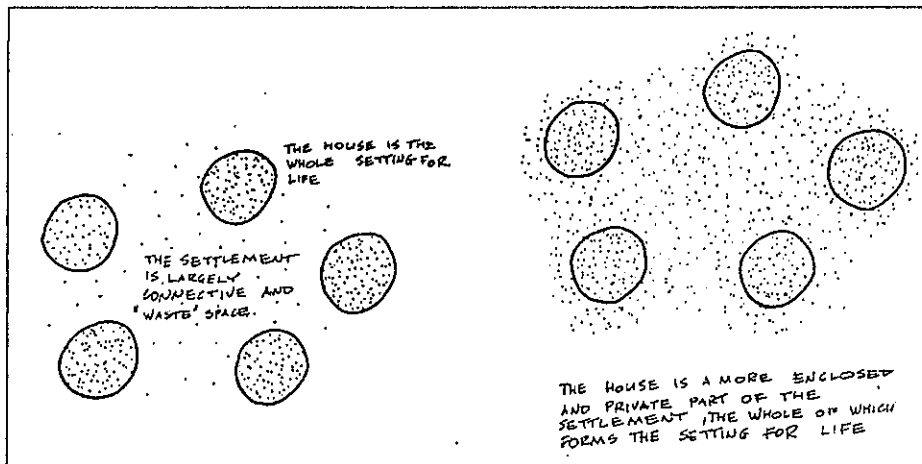 THE HOUSE IS THE
WHOLE SETTING FOR
LIFE
THE SETTLEMENT
IS LARGELY
CONNECTIVE AND
"WASTE" SPACE.
THE HOUSE IS A MORE ENCLOSED
AND PRIVATE PART OF THE
SETTLEMENT, THE WHOLE OF WHICH
FORMS THE SETTING FOR LIFE